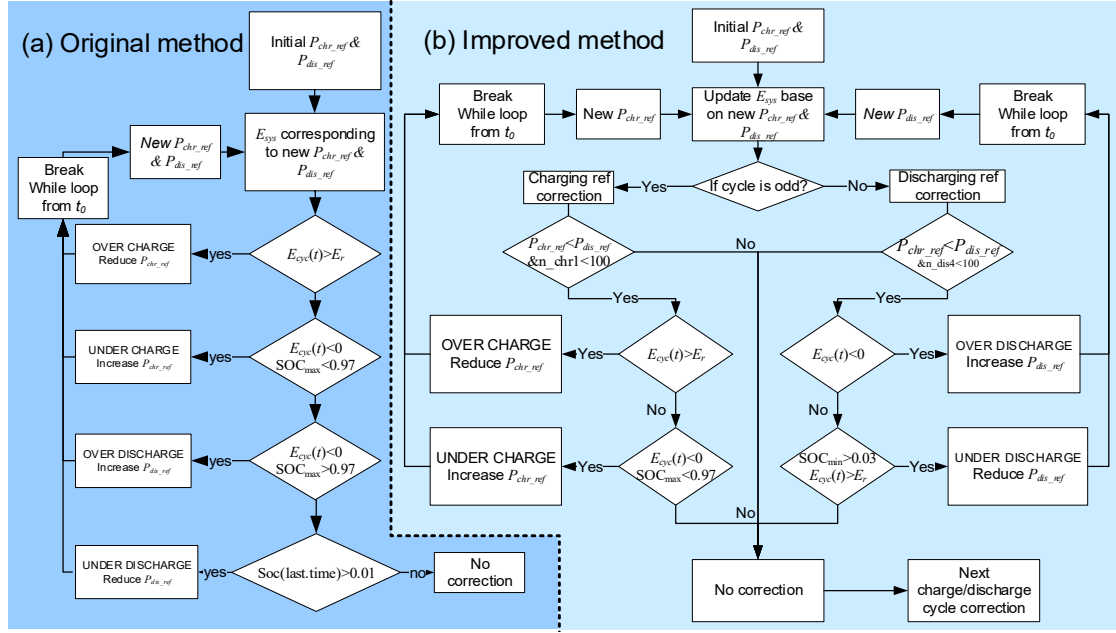 (a) Original method
Initial P_chr_ref &
P_dis_ref
New P_chr_ref
& P_dis_ref
E_sys corresponding
to new P_chr_ref &
P_dis_ref
Break
While loop
from t_0
OVER CHARGE
Reduce P_chr_ref
yes
E_cyc(t)>E_r
UNDER CHARGE
Increase P_chr_ref
yes
E_cyc(t)<0
SOC_max<0.97
OVER DISCHARGE
Increase P_dis_ref
yes
E_cyc(t)<0
SOC_max>0.97
UNDER DISCHARGE
Reduce P_dis_ref
yes
Soc(last.time)>0.01
no
No
correction
(b) Improved method
Initial P_chr_ref &
P_dis_ref
Break
While loop
from t_0
New P_chr_ref
Update E_sys base
on new P_chr_ref &
P_dis_ref
New P_dis_ref
Break
While loop
from t_0
Charging ref
correction
Yes
If cycle is odd?
No
Discharging ref
correction
P_chr_ref<P_dis_ref
&n_chr1<100
No
P_chr_ref<P_dis_ref
&n_dis4<100
Yes
Yes
OVER CHARGE
Reduce P_chr_ref
Yes
E_cyc(t)>E_r
E_cyc(t)<0
Yes
OVER DISCHARGE
Increase P_dis_ref
No
No
UNDER CHARGE
Increase P_chr_ref
Yes
E_cyc(t)<0
SOC_max<0.97
SOC_min>0.03
E_cyc(t)>E_r
Yes
UNDER DISCHARGE
Reduce P_dis_ref
No
No correction
Next
charge/discharge
cycle correction